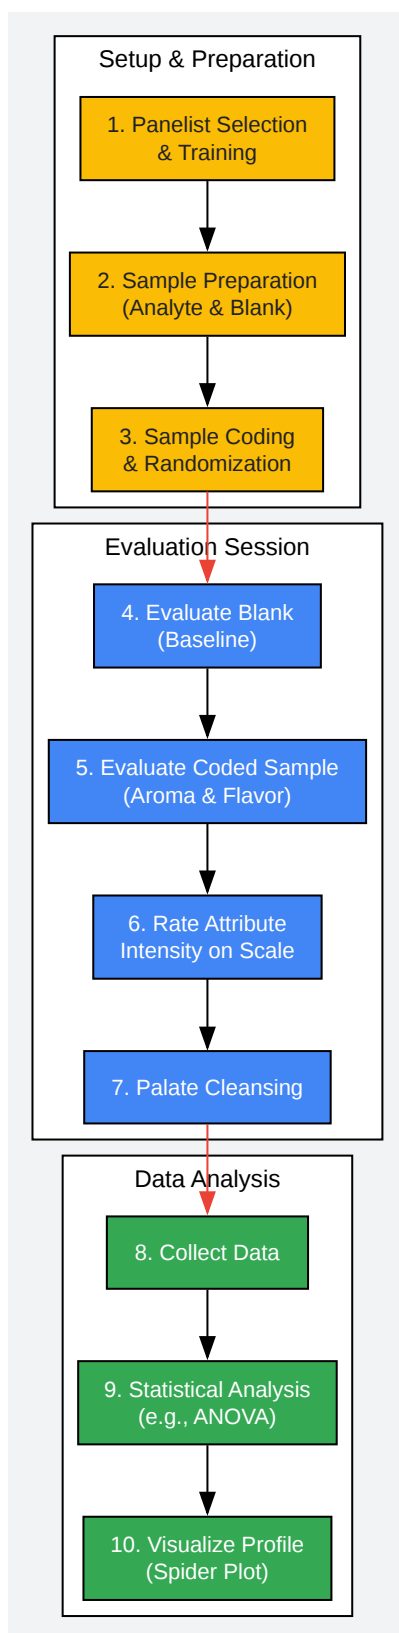 Setup & Preparation
1. Panelist Selection
& Training
2. Sample Preparation
(Analyte & Blank)
3. Sample Coding
& Randomization
Evaluation Session
4. Evaluate Blank
(Baseline)
5. Evaluate Coded Sample
(Aroma & Flavor)
6. Rate Attribute
Intensity on Scale
7. Palate Cleansing
Data Analysis
8. Collect Data
9. Statistical Analysis
(e.g., ANOVA)
10. Visualize Profile
(Spider Plot)